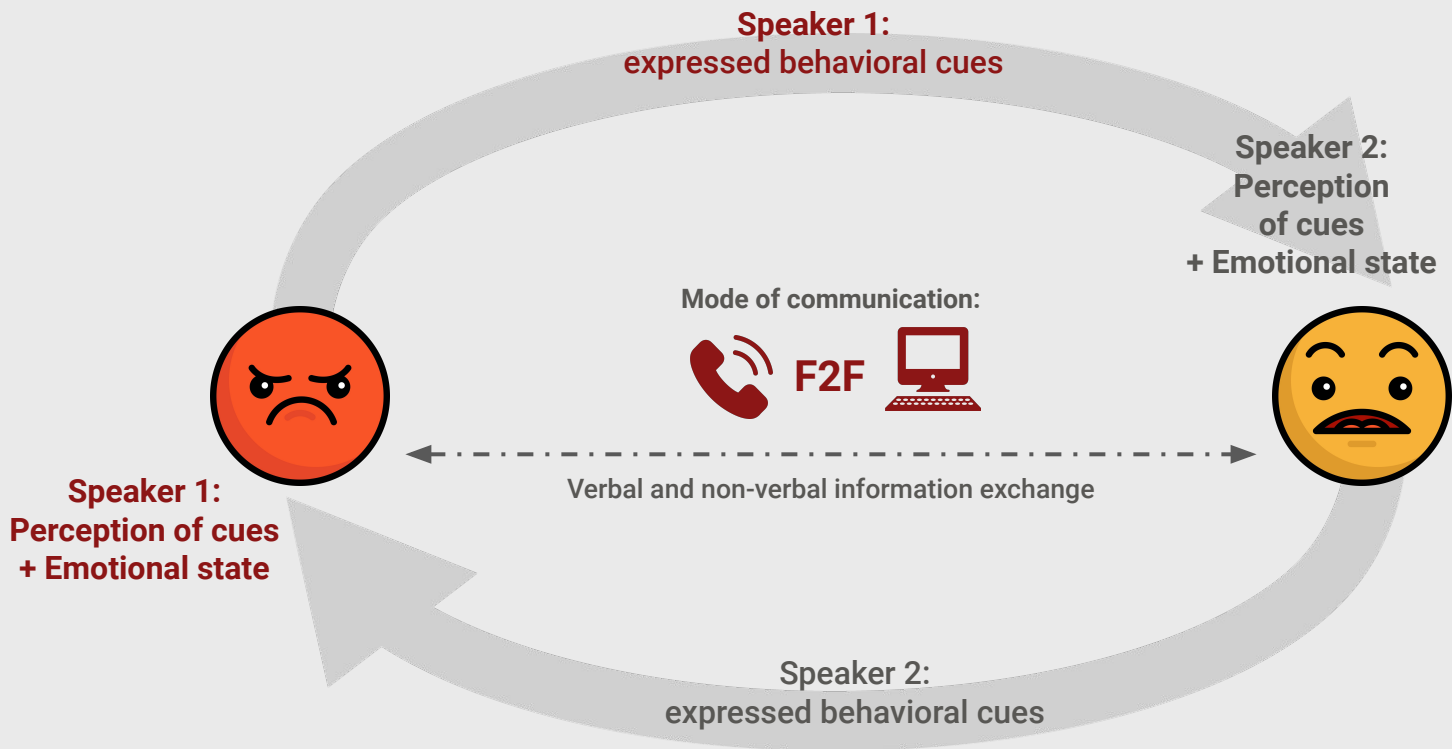 Speaker 1:
expressed behavioral cues
Speaker 2:
Perception
of cues
+ Emotional state
Mode of communication:
F2F
Verbal and non-verbal information exchange
Speaker 1:
Perception of cues
+ Emotional state
Speaker 2:
expressed behavioral cues